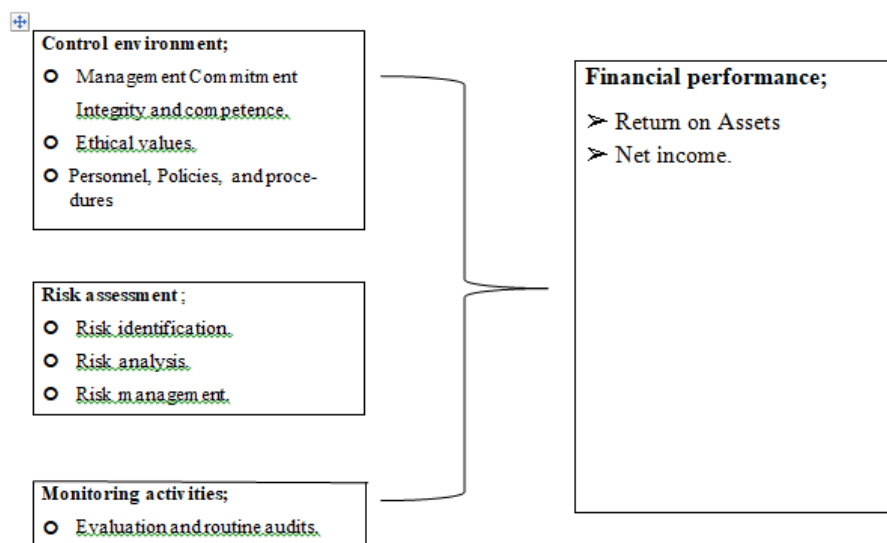 Control environment;
Management Commitment
Integrity and competence.
Ethical values.
Personnel, Policies, and proce-
dures
Risk assessment;
Risk identification.
Risk analysis.
Risk management.
Monitoring activities;
Evaluation and routine audits.
Financial performance;
Return on Assets
Net income.